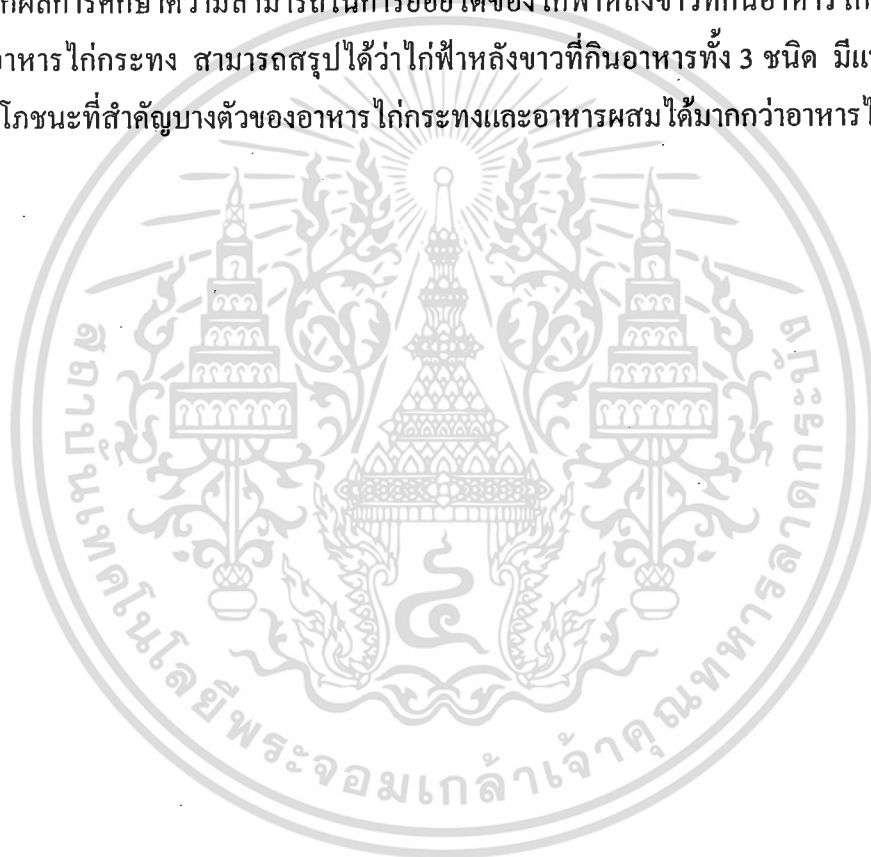 กผลการศึกษาความสามารถในการย่อยได้ของไก่ฟ้าหลังขาวที่กินอาหารไก่
อาหารไก่กระทง สามารถสรุปได้ว่าไก่ฟ้าหลังขาวที่กินอาหารทั้ง 3 ชนิด มีแ
โภชนะที่สำคัญบางตัวของอาหารไก่กระทงและอาหารผสมได้มากกว่าอาหารไ
สถาบันเทคโนโลยีพระจอมเกล้าเจ้าคุณทหารลาดกระบัง
๔